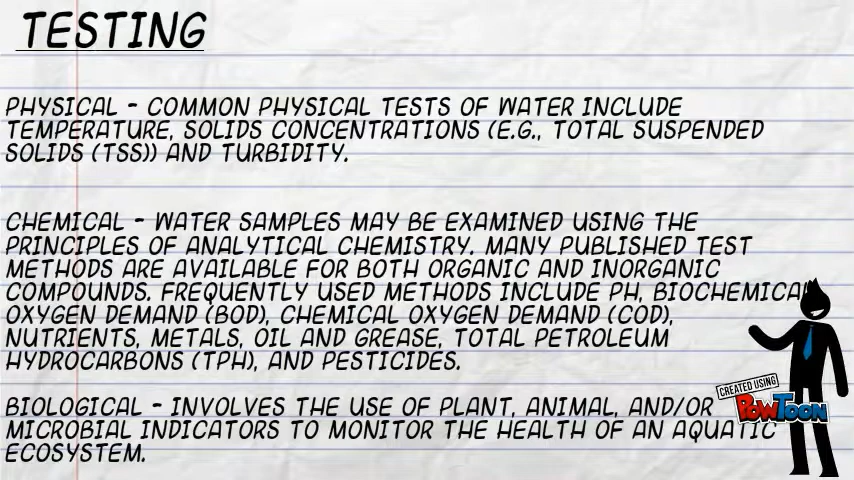 TESTING
PHYSICAL - COMMON PHYSICAL TESTS OF WATER INCLUDE
TEMPERATURE, SOLIDS CONCENTRATIONS (E.G., TOTAL SUSPENDED
SOLIDS (TSS)) AND TURBIDITY.
CHEMICAL - WATER SAMPLES MAY BE EXAMINED USING THE
PRINCIPLES OF ANALYTICAL CHEMISTRY. MANY PUBLISHED TEST
METHODS ARE AVAILABLE FOR BOTH ORGANIC AND INORGANIC
COMPOUNDS. FREQUENTLY USED METHODS INCLUDE PH, BIOCHEMICAL
OXYGEN DEMAND (BOD), CHEMICAL OXYGEN DEMAND (COD),
NUTRIENTS, METALS, OIL AND GREASE, TOTAL PETROLEUM
HYDROCARBONS (TPH), AND PESTICIDES.
CREATED USING
POWTOON
BIOLOGICAL - INVOLVES THE USE OF PLANT, ANIMAL, AND/OR
MICROBIAL INDICATORS TO MONITOR THE HEALTH OF AN AQUATIC
ECOSYSTEM.